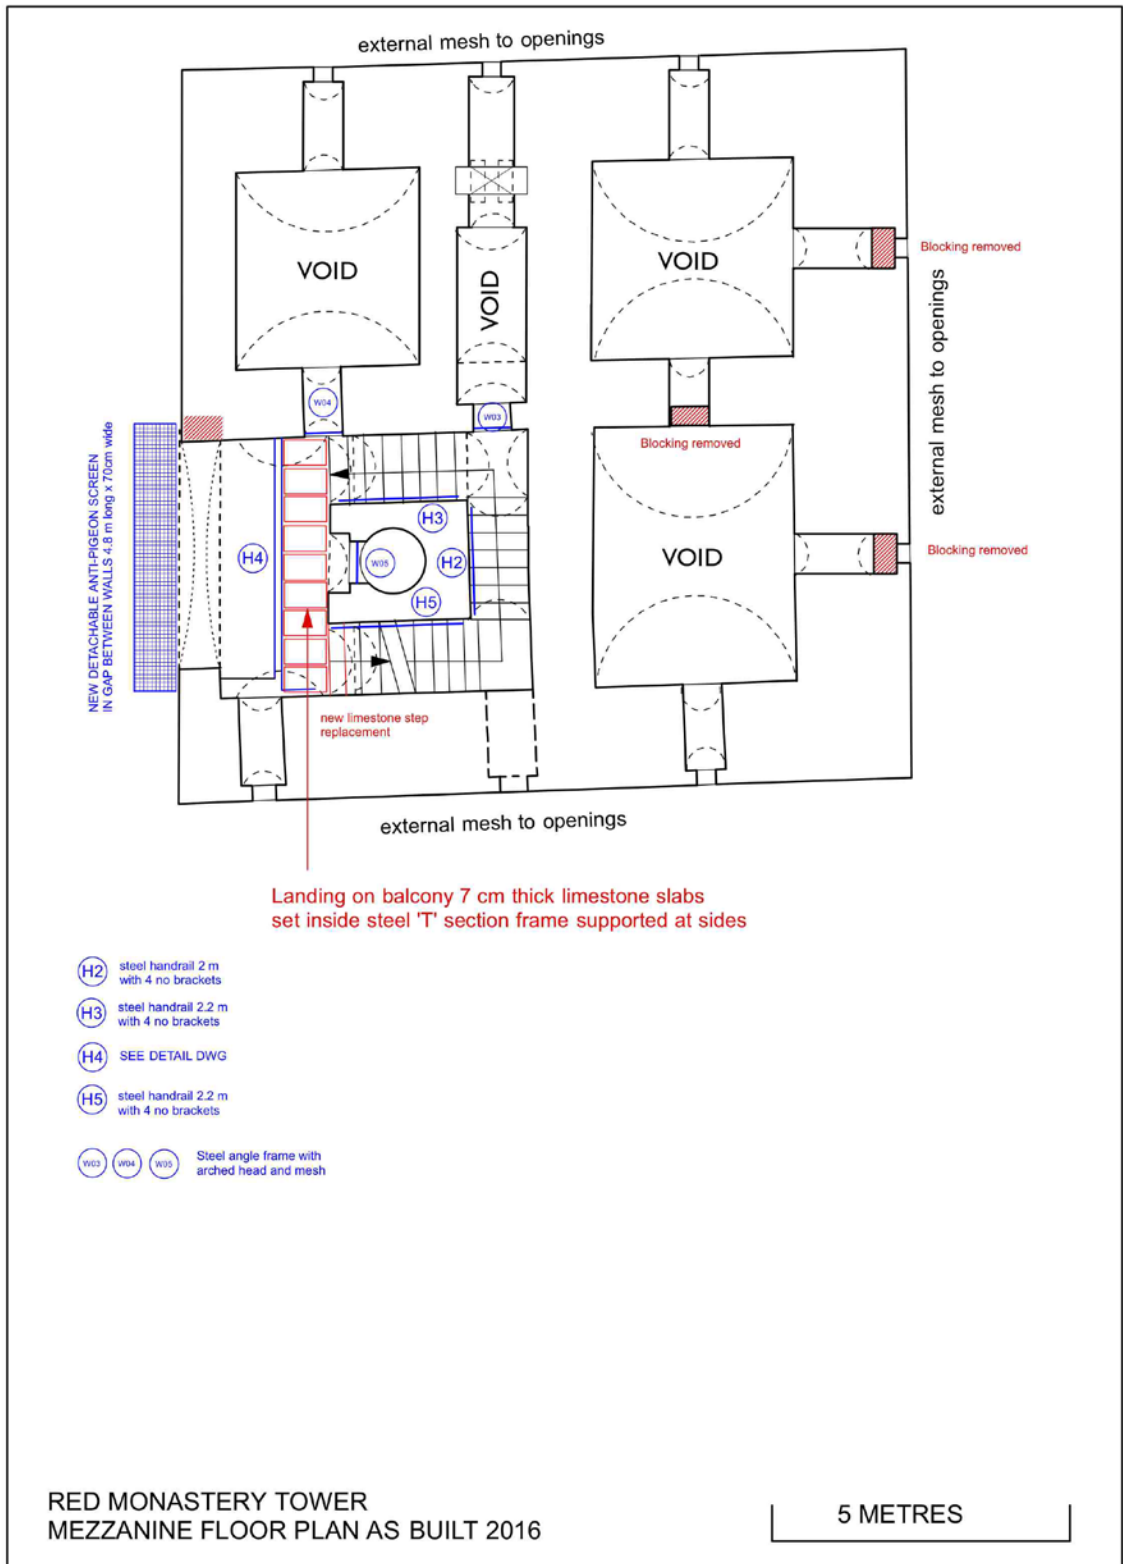 external mesh to openings
VOID
VOID
VOID
Blocking removed
external mesh to openings
W04
W03
Blocking removed
NEW DETACHABLE ANTI-PIGEON SCREEN
IN GAP BETWEEN WALLS 4.8 m long x 70cm wide
H3
H4
W05
H2
H5
VOID
Blocking removed
new limestone step
replacement
external mesh to openings
Landing on balcony 7 cm thick limestone slabs
set inside steel 'T' section frame supported at sides
H2 steel handrail 2 m
with 4 no brackets
H3 steel handrail 2.2 m
with 4 no brackets
H4 SEE DETAIL DWG
H5 steel handrail 2.2 m
with 4 no brackets
W03 W04 W05 Steel angle frame with
arched head and mesh
RED MONASTERY TOWER
MEZZANINE FLOOR PLAN AS BUILT 2016
5 METRES